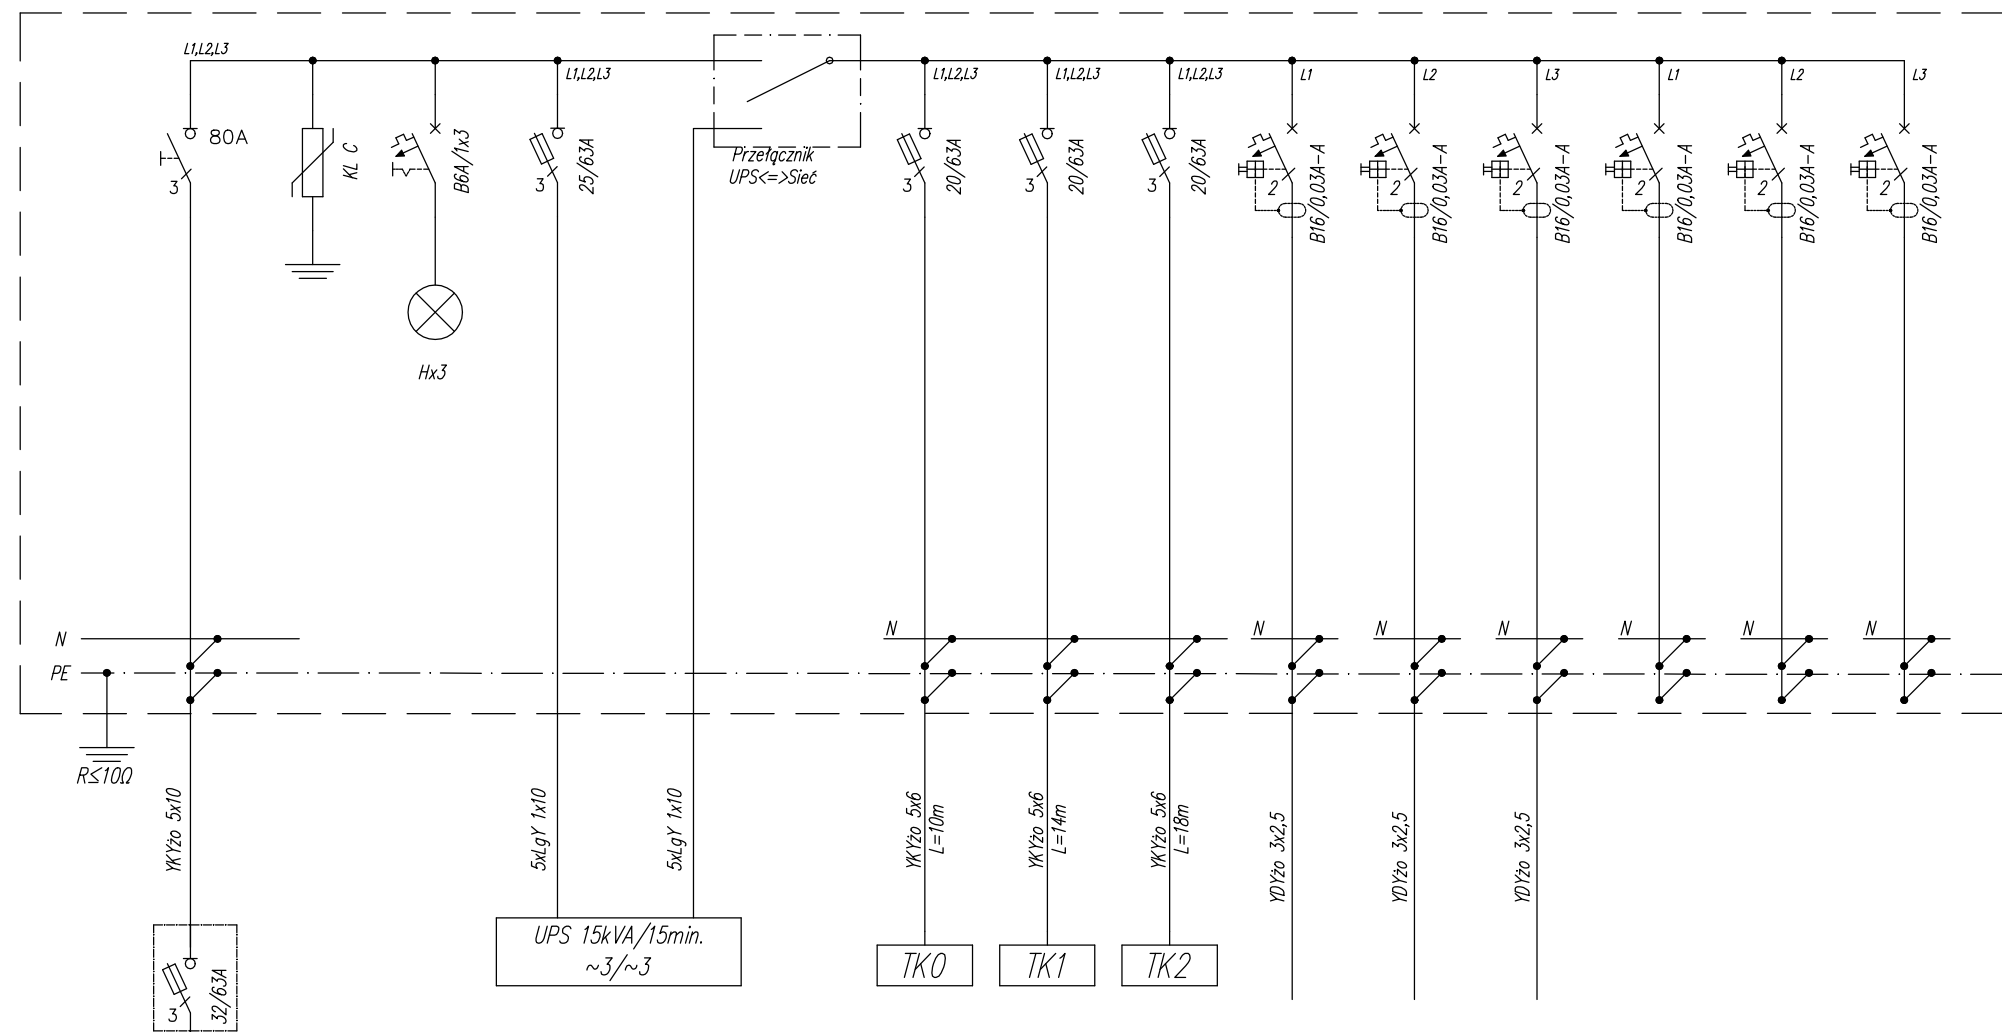 L1,L2,L3
L1,L2,L3
L1,L2,L3
L1,L2,L3
L1,L2,L3
L1
L2
L3
L1
L2
L3
80A
3
KL C
B6A/1x3
3
25/63A
Przełącznik
UPS<=>Sieć
3
20/63A
3
20/63A
3
20/63A
2
B16/0,03A-A
2
B16/0,03A-A
2
B16/0,03A-A
2
B16/0,03A-A
2
B16/0,03A-A
2
B16/0,03A-A
Hx3
N
N
N
N
N
N
N
N
PE
R≤10Ω
YKYżo 5x10
5xLgY 1x10
5xLgY 1x10
YKYżo 5x6
L=10m
YKYżo 5x6
L=14m
YKYżo 5x6
L=18m
YDYżo 3x2,5
YDYżo 3x2,5
YDYżo 3x2,5
UPS 15kVA/15min.
~3/~3
TK0
TK1
TK2
3
32/63A